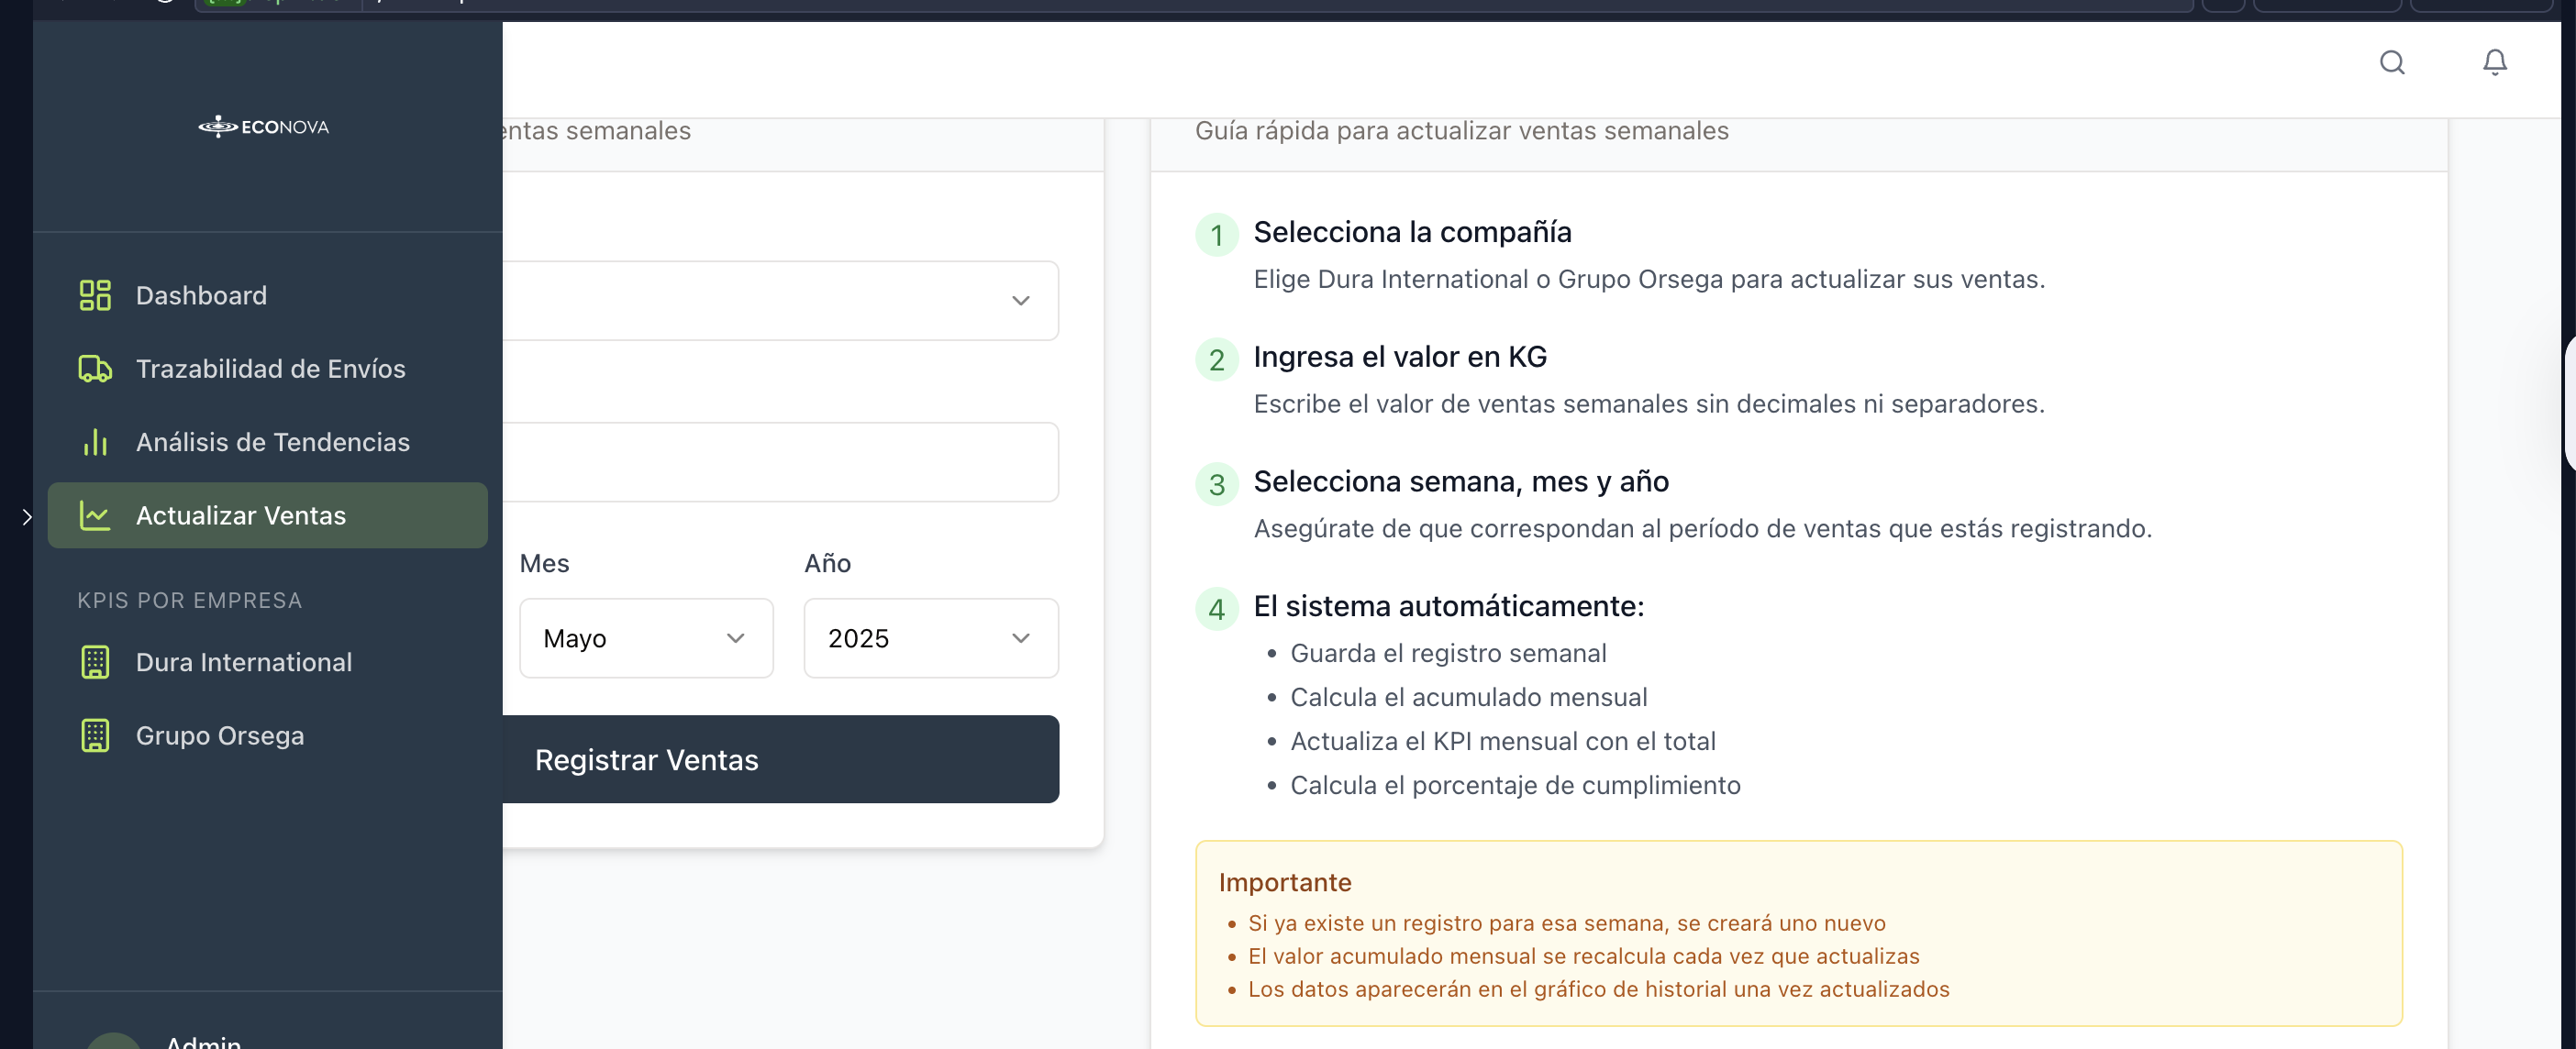 ECONOVA
Dashboard
Trazabilidad de Envíos
Análisis de Tendencias
Actualizar Ventas
KPIS POR EMPRESA
Dura International
Grupo Orsega
Admin
entas semanales
Mes
Año
Mayo
2025
Registrar Ventas
Guía rápida para actualizar ventas semanales
1 Selecciona la compañía
Elige Dura International o Grupo Orsega para actualizar sus ventas.
2 Ingresa el valor en KG
Escribe el valor de ventas semanales sin decimales ni separadores.
3 Selecciona semana, mes y año
Asegúrate de que correspondan al período de ventas que estás registrando.
4 El sistema automáticamente:
• Guarda el registro semanal
• Calcula el acumulado mensual
• Actualiza el KPI mensual con el total
• Calcula el porcentaje de cumplimiento
Importante
• Si ya existe un registro para esa semana, se creará uno nuevo
• El valor acumulado mensual se recalcula cada vez que actualizas
• Los datos aparecerán en el gráfico de historial una vez actualizados